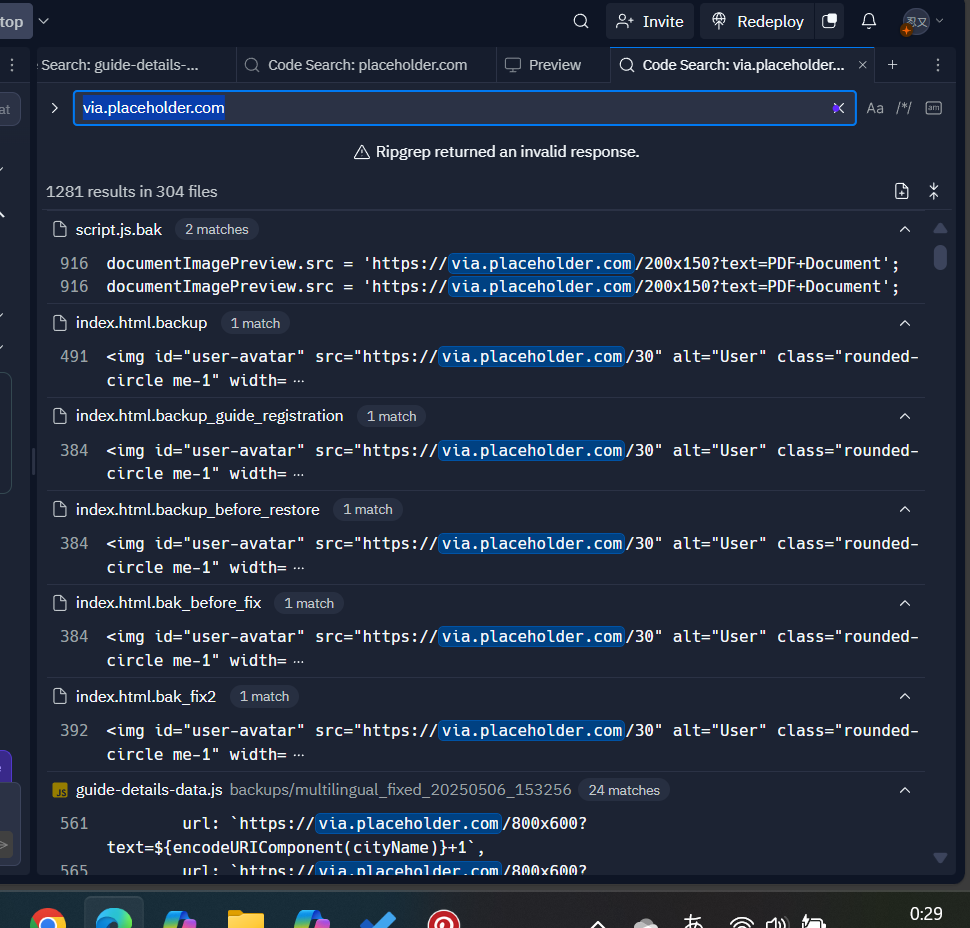 top
Invite
Redeploy
忍又
Search: guide-details-...
Code Search: placeholder.com
Preview
Code Search: via.placeholder...
at
via.placeholder.com
Aa
/*/
am
Ripgrep returned an invalid response.
1281 results in 304 files
script.js.bak 2 matches
916 documentImagePreview.src = 'https://via.placeholder.com/200x150?text=PDF+Document';
916 documentImagePreview.src = 'https://via.placeholder.com/200x150?text=PDF+Document';
index.html.backup 1 match
491 <img id="user-avatar" src="https://via.placeholder.com/30" alt="User" class="rounded-
circle me-1" width= ⋯
index.html.backup_guide_registration 1 match
384 <img id="user-avatar" src="https://via.placeholder.com/30" alt="User" class="rounded-
circle me-1" width= ⋯
index.html.backup_before_restore 1 match
384 <img id="user-avatar" src="https://via.placeholder.com/30" alt="User" class="rounded-
circle me-1" width= ⋯
index.html.bak_before_fix 1 match
384 <img id="user-avatar" src="https://via.placeholder.com/30" alt="User" class="rounded-
circle me-1" width= ⋯
index.html.bak_fix2 1 match
392 <img id="user-avatar" src="https://via.placeholder.com/30" alt="User" class="rounded-
circle me-1" width= ⋯
JS guide-details-data.js backups/multilingual_fixed_20250506_153256 24 matches
561 url: `https://via.placeholder.com/800x600?
text=${encodeURIComponent(cityName)}+1`,
565 url: `https://via.placeholder.com/800x600?
あ
0:29